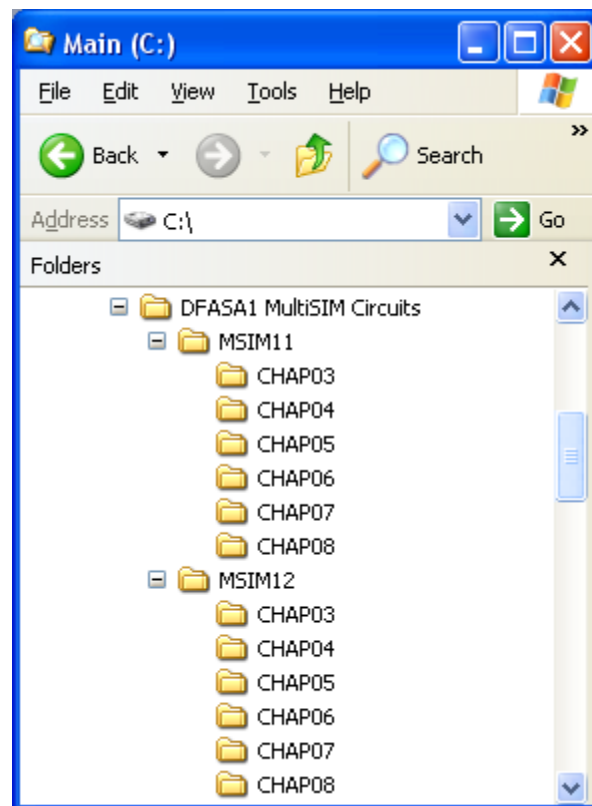 Main (C:)
File Edit View Tools Help
Back Search »
Address C:\ Go
Folders
DFASA1 MultiSIM Circuits
MSIM11
CHAP03
CHAP04
CHAP05
CHAP06
CHAP07
CHAP08
MSIM12
CHAP03
CHAP04
CHAP05
CHAP06
CHAP07
CHAP08